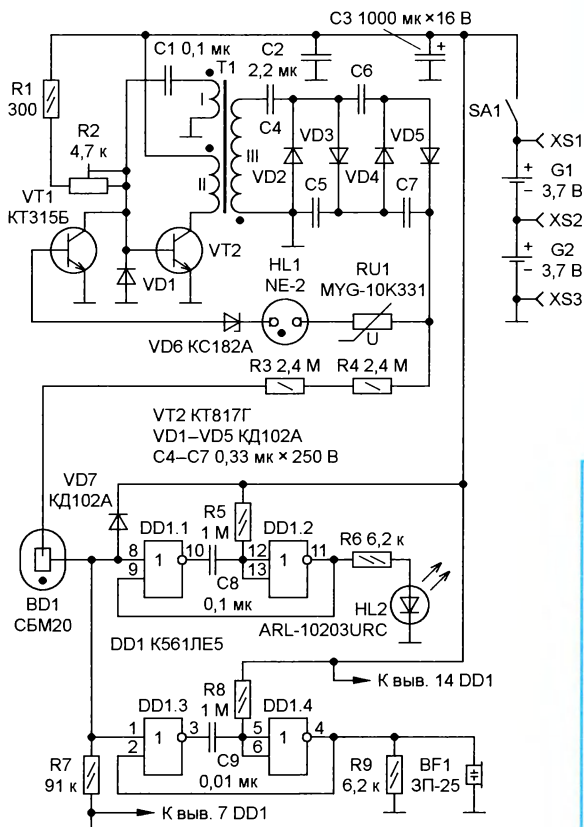 C3 1000 мк ×16 В
C1 0,1 мк
C2
T1
2,2 мк
C6
R1
300
C4
+
SA1
I
XS1
R2
4,7 к
VD3
VD5
III
+
G1
–
3,7 В
VT1
КТ315Б
II
VD2
VD4
C5
C7
XS2
+
G2
–
3,7 В
VT2
HL1
NE-2
RU1
MYG-10K331
VD1
XS3
U
VD6 КС182А
R3 2,4 М
R4 2,4 М
VT2 КТ817Г
VD1–VD5 КД102А
C4–C7 0,33 мк × 250 В
VD7
КД102А
R5
1 М
DD1.1
DD1.2
8
9
1
10
C8
12
13
1
11
R6 6,2 к
0,1 мк
HL2
BD1
СБМ20
ARL-10203URC
DD1 К561ЛЕ5
R8
1 М
К выв. 14 DD1
DD1.3
DD1.4
1
2
1
3
C9
5
6
1
4
R7
91 к
0,01 мк
R9
6,2 к
BF1
ЗП-25
К выв. 7 DD1